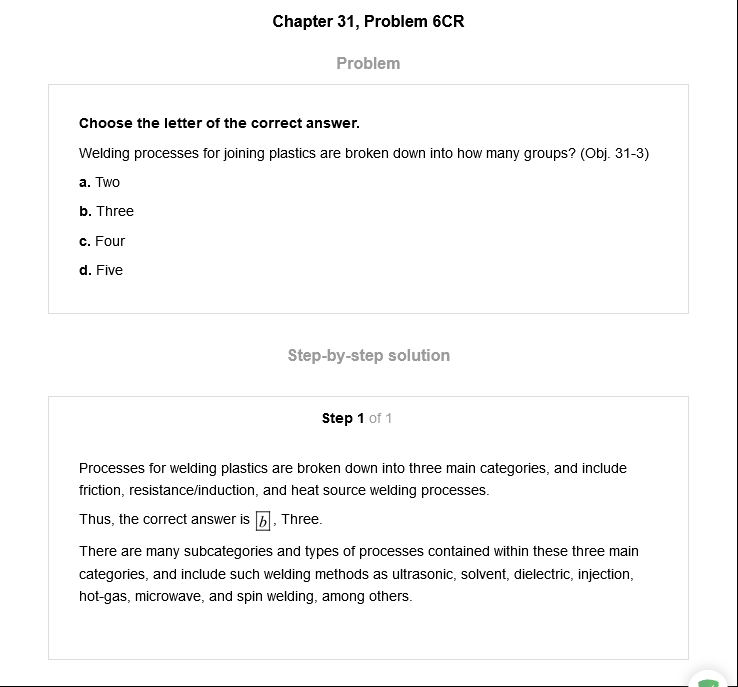 Chapter 31, Problem 6CR
Problem
Choose the letter of the correct answer.
Welding processes for joining plastics are broken down into how many groups? (Obj. 31-3)
a. Two
b. Three
c. Four
d. Five
Step-by-step solution
Step 1 of 1
Processes for welding plastics are broken down into three main categories, and include
friction, resistance/induction, and heat source welding processes.
Thus, the correct answer is b, Three.
There are many subcategories and types of processes contained within these three main
categories, and include such welding methods as ultrasonic, solvent, dielectric, injection,
hot-gas, microwave, and spin welding, among others.